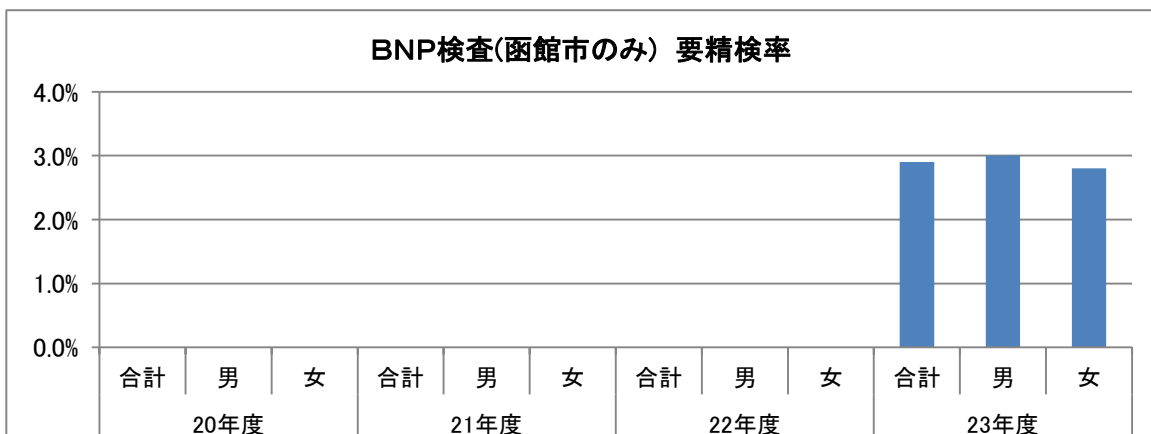 BNP検査(函館市のみ) 要精検率
4.0%
3.0%
2.0%
1.0%
0.0%
合計 男 女 合計 男 女 合計 男 女 合計 男 女
20年度 21年度 22年度 23年度